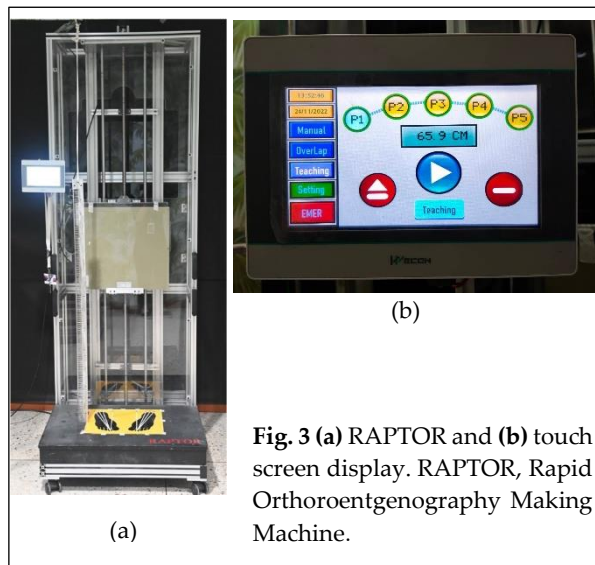 13:52:46
24/11/2022
Manual
OverLap
Teaching
Setting
EMER
P1
P2
P3
P4
P5
65.9 CM
Teaching
RAPTOR
(a)
(b)
Fig. 3 (a) RAPTOR and (b) touch
screen display. RAPTOR, Rapid
Orthoroentgenography Making
Machine.